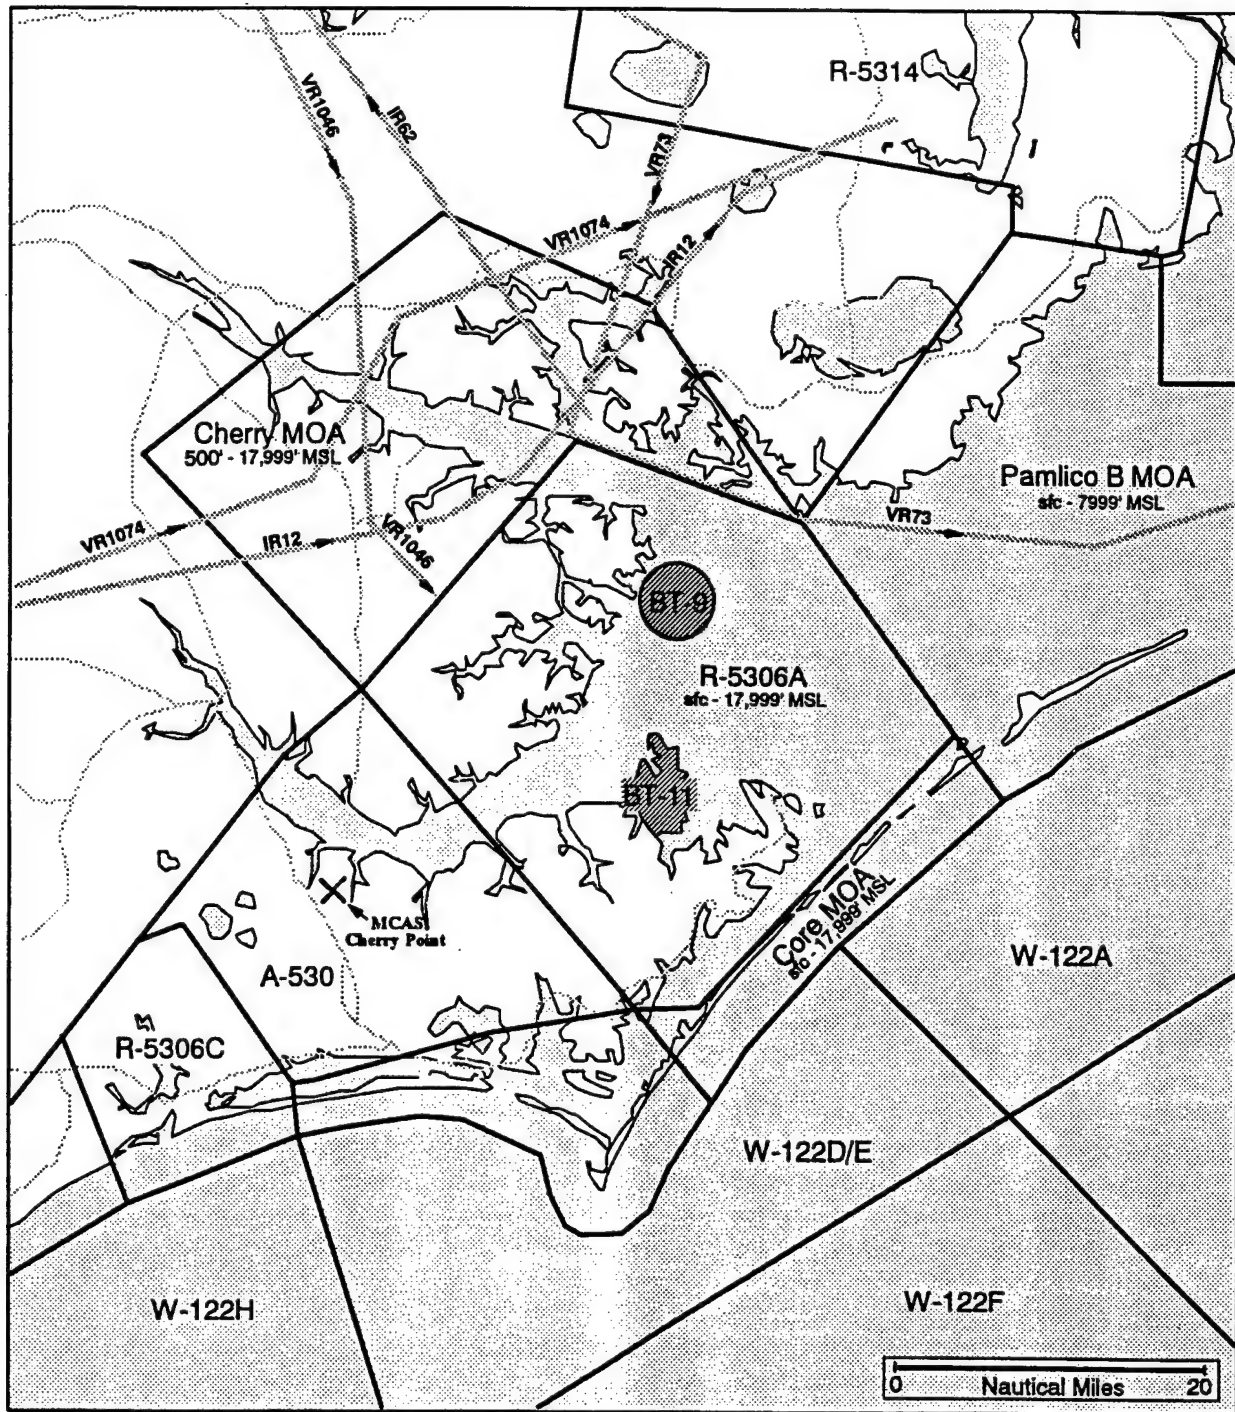 R-5314
VR1046
IR62
VR73
VR1074
IR12
Cherry MOA
500' - 17,999' MSL
Pamlico B MOA
sfc - 7999' MSL
VR73
VR1074
IR12
VR1046
BT-9
R-5306A
sfc - 17,999' MSL
BT-11
MCAS
Cherry Point
Core MOA
sfc - 17,999' MSL
A-530
W-122A
R-5306C
W-122D/E
W-122H
W-122F
0 Nautical Miles 20